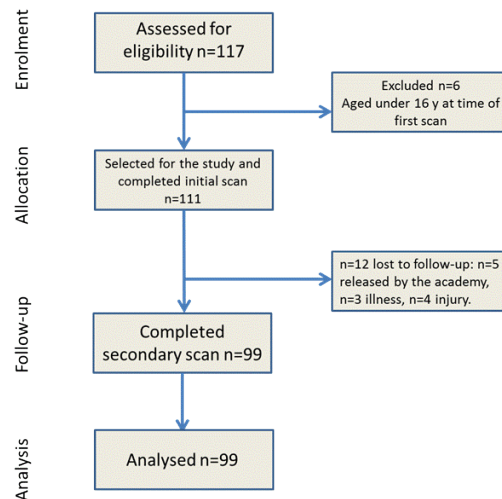 Enrolment
Assessed for
eligibility n=117
Excluded n=6
Aged under 16 y at time of
first scan
Allocation
Selected for the study and
completed initial scan
n=111
n=12 lost to follow-up: n=5
released by the academy,
n=3 illness, n=4 injury.
Follow-up
Completed
secondary scan n=99
Analysis
Analysed n=99